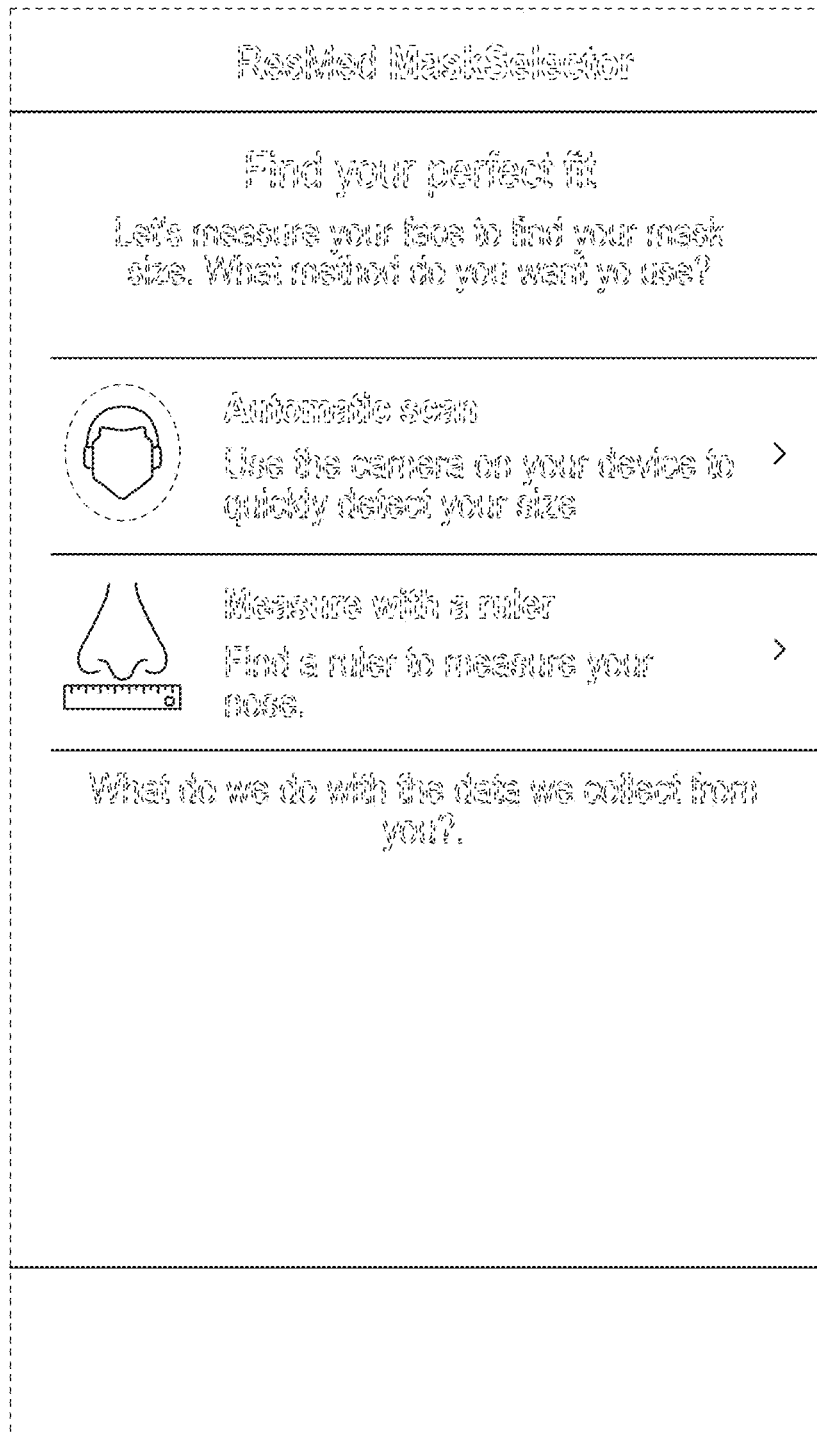 ResMed MaskSelector
Find your perfect fit
Let's measure your face to find your mask
size. What method do you want yo use?
Automatic scan
Use the camera on your device to
quickly detect your size
Measure with a ruler
Find a ruler to measure your
nose.
What do we do with the data we collect from
you?.